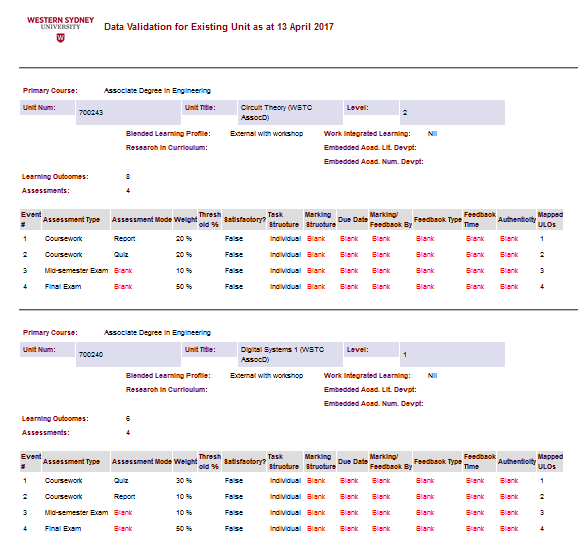 WESTERN SYDNEY
UNIVERSITY
W
Data Validation for Existing Unit as at 13 April 2017
Primary Course: Associate Degree in Engineering
Unit Num: 700243 Unit Title: Circuit Theory (WSTC AssocD) Level: 2
Blended Learning Profile: External with workshop Work Integrated Learning: Nil
Research in Curriculum: Embedded Acad. Lit. Devpt:
Embedded Acad. Num. Devpt:
Learning Outcomes: 8
Assessments: 4
Event # Assessment Type Assessment Mode Weight Thresh old % Satisfactory? Task Structure Marking Structure Due Date Marking/ Feedback By Feedback Type Feedback Time Authenticity Mapped ULOs
1 Coursework Report 20 % False Individual Blank Blank Blank Blank Blank Blank 1
2 Coursework Quiz 20 % False Individual Blank Blank Blank Blank Blank Blank 2
3 Mid-semester Exam Blank 10 % False Individual Blank Blank Blank Blank Blank Blank 3
4 Final Exam Blank 50 % False Individual Blank Blank Blank Blank Blank Blank 4
Primary Course: Associate Degree in Engineering
Unit Num: 700240 Unit Title: Digital Systems 1 (WSTC AssocD) Level: 1
Blended Learning Profile: External with workshop Work Integrated Learning: Nil
Research in Curriculum: Embedded Acad. Lit. Devpt:
Embedded Acad. Num. Devpt:
Learning Outcomes: 6
Assessments: 4
Event # Assessment Type Assessment Mode Weight Thresh old % Satisfactory? Task Structure Marking Structure Due Date Marking/ Feedback By Feedback Type Feedback Time Authenticity Mapped ULOs
1 Coursework Quiz 30 % False Individual Blank Blank Blank Blank Blank Blank 1
2 Coursework Report 10 % False Individual Blank Blank Blank Blank Blank Blank 2
3 Mid-semester Exam Blank 10 % False Individual Blank Blank Blank Blank Blank Blank 3
4 Final Exam Blank 50 % False Individual Blank Blank Blank Blank Blank Blank 4